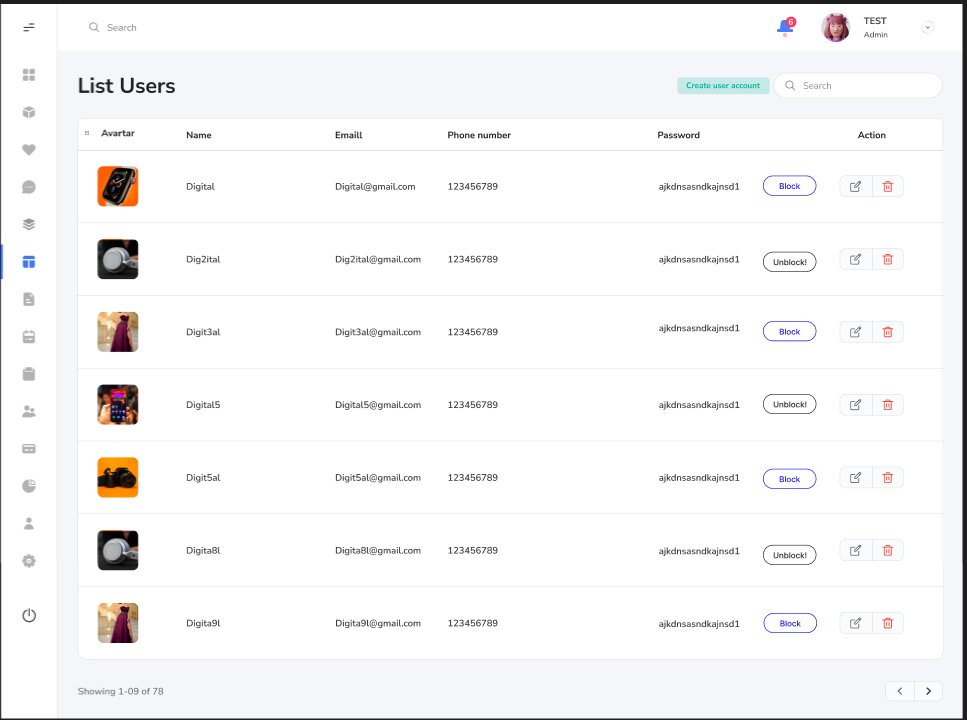 Search
6
TEST
Admin
List Users
Create user account
Search
Avartar Name Emaill Phone number Password Action
Digital Digital@gmail.com 123456789 ajkdnsasndkajnsd1 Block
Dig2ital Dig2ital@gmail.com 123456789 ajkdnsasndkajnsd1 Unblock!
Digit3al Digit3al@gmail.com 123456789 ajkdnsasndkajnsd1 Block
Digital5 Digital5@gmail.com 123456789 ajkdnsasndkajnsd1 Unblock!
Digit5al Digit5al@gmail.com 123456789 ajkdnsasndkajnsd1 Block
Digita8l Digita8l@gmail.com 123456789 ajkdnsasndkajnsd1 Unblock!
Digita9l Digita9l@gmail.com 123456789 ajkdnsasndkajnsd1 Block
Showing 1-09 of 78